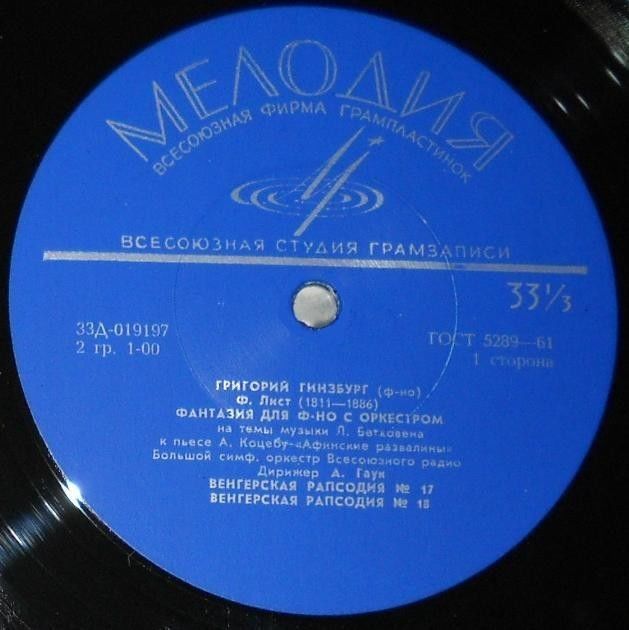 МЕЛОДИЯ
ВСЕСОЮЗНАЯ ФИРМА ГРАМПЛАСТИНОК
ВСЕСОЮЗНАЯ СТУДИЯ ГРАМЗАПИСИ
33⅓
33Д-019197
ГОСТ 5289—61
2 гр. 1-00
1 сторона
ГРИГОРИЙ ГИНЗБУРГ (ф-но)
Ф. Лист (1811—1886)
ФАНТАЗИЯ ДЛЯ Ф-НО С ОРКЕСТРОМ
на темы музыки Л. Бетховена
к пьесе А. Коцебу-«Афинские развалины»
Большой симф. оркестр Всесоюзного радио
Дирижер А. Гаук
ВЕНГЕРСКАЯ РАПСОДИЯ № 17
ВЕНГЕРСКАЯ РАПСОДИЯ № 18